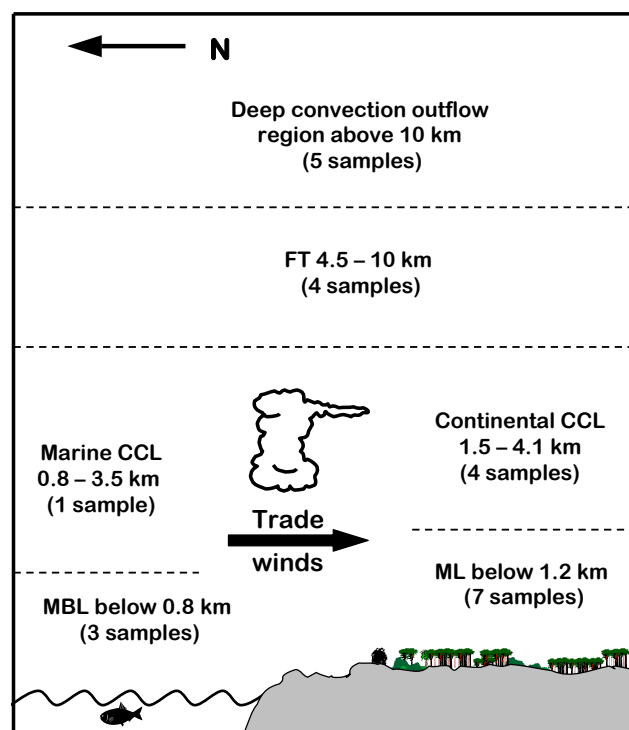 N
Deep convection outflow
region above 10 km
(5 samples)
FT 4.5 – 10 km
(4 samples)
Marine CCL
0.8 – 3.5 km
(1 sample)
Continental CCL
1.5 – 4.1 km
(4 samples)
Trade
winds
MBL below 0.8 km
(3 samples)
ML below 1.2 km
(7 samples)